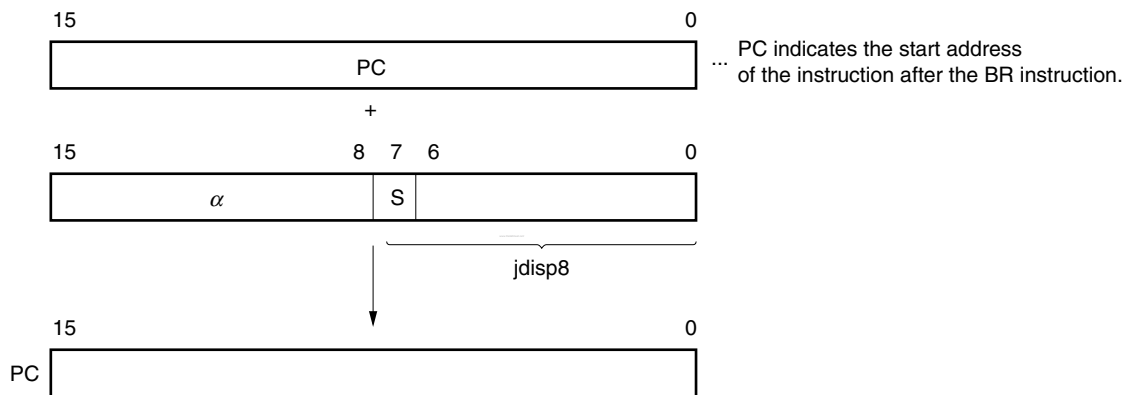 15 0
PC
... PC indicates the start address
of the instruction after the BR instruction.
+
15 8 7 6 0
α S
jdisp8
15 0
PC